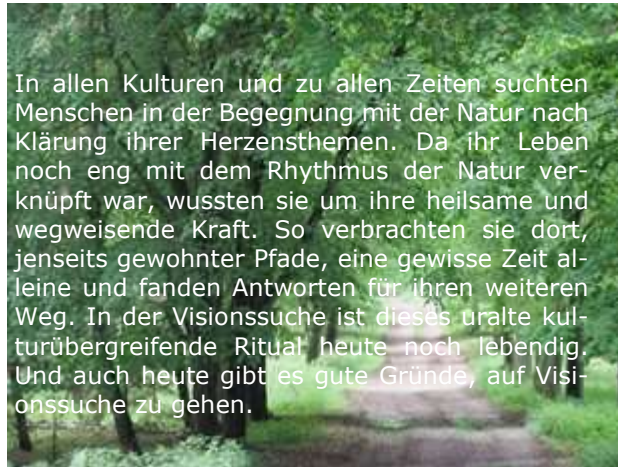 In allen Kulturen und zu allen Zeiten suchten
Menschen in der Begegnung mit der Natur nach
Klärung ihrer Herzensthemen. Da ihr Leben
noch eng mit dem Rhythmus der Natur ver-
knüpft war, wussten sie um ihre heilsame und
wegweisende Kraft. So verbrachten sie dort,
jenseits gewohnter Pfade, eine gewisse Zeit al-
leine und fanden Antworten für ihren weiteren
Weg. In der Visionssuche ist dieses uralte kul-
turübergreifende Ritual heute noch lebendig.
Und auch heute gibt es gute Gründe, auf Visi-
onssuche zu gehen.